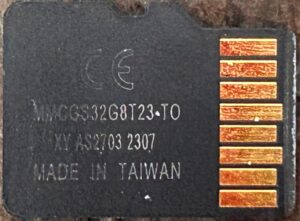 CE
MMCGS32G8T23-TO
XY AS2703 2307
MADE IN TAIWAN